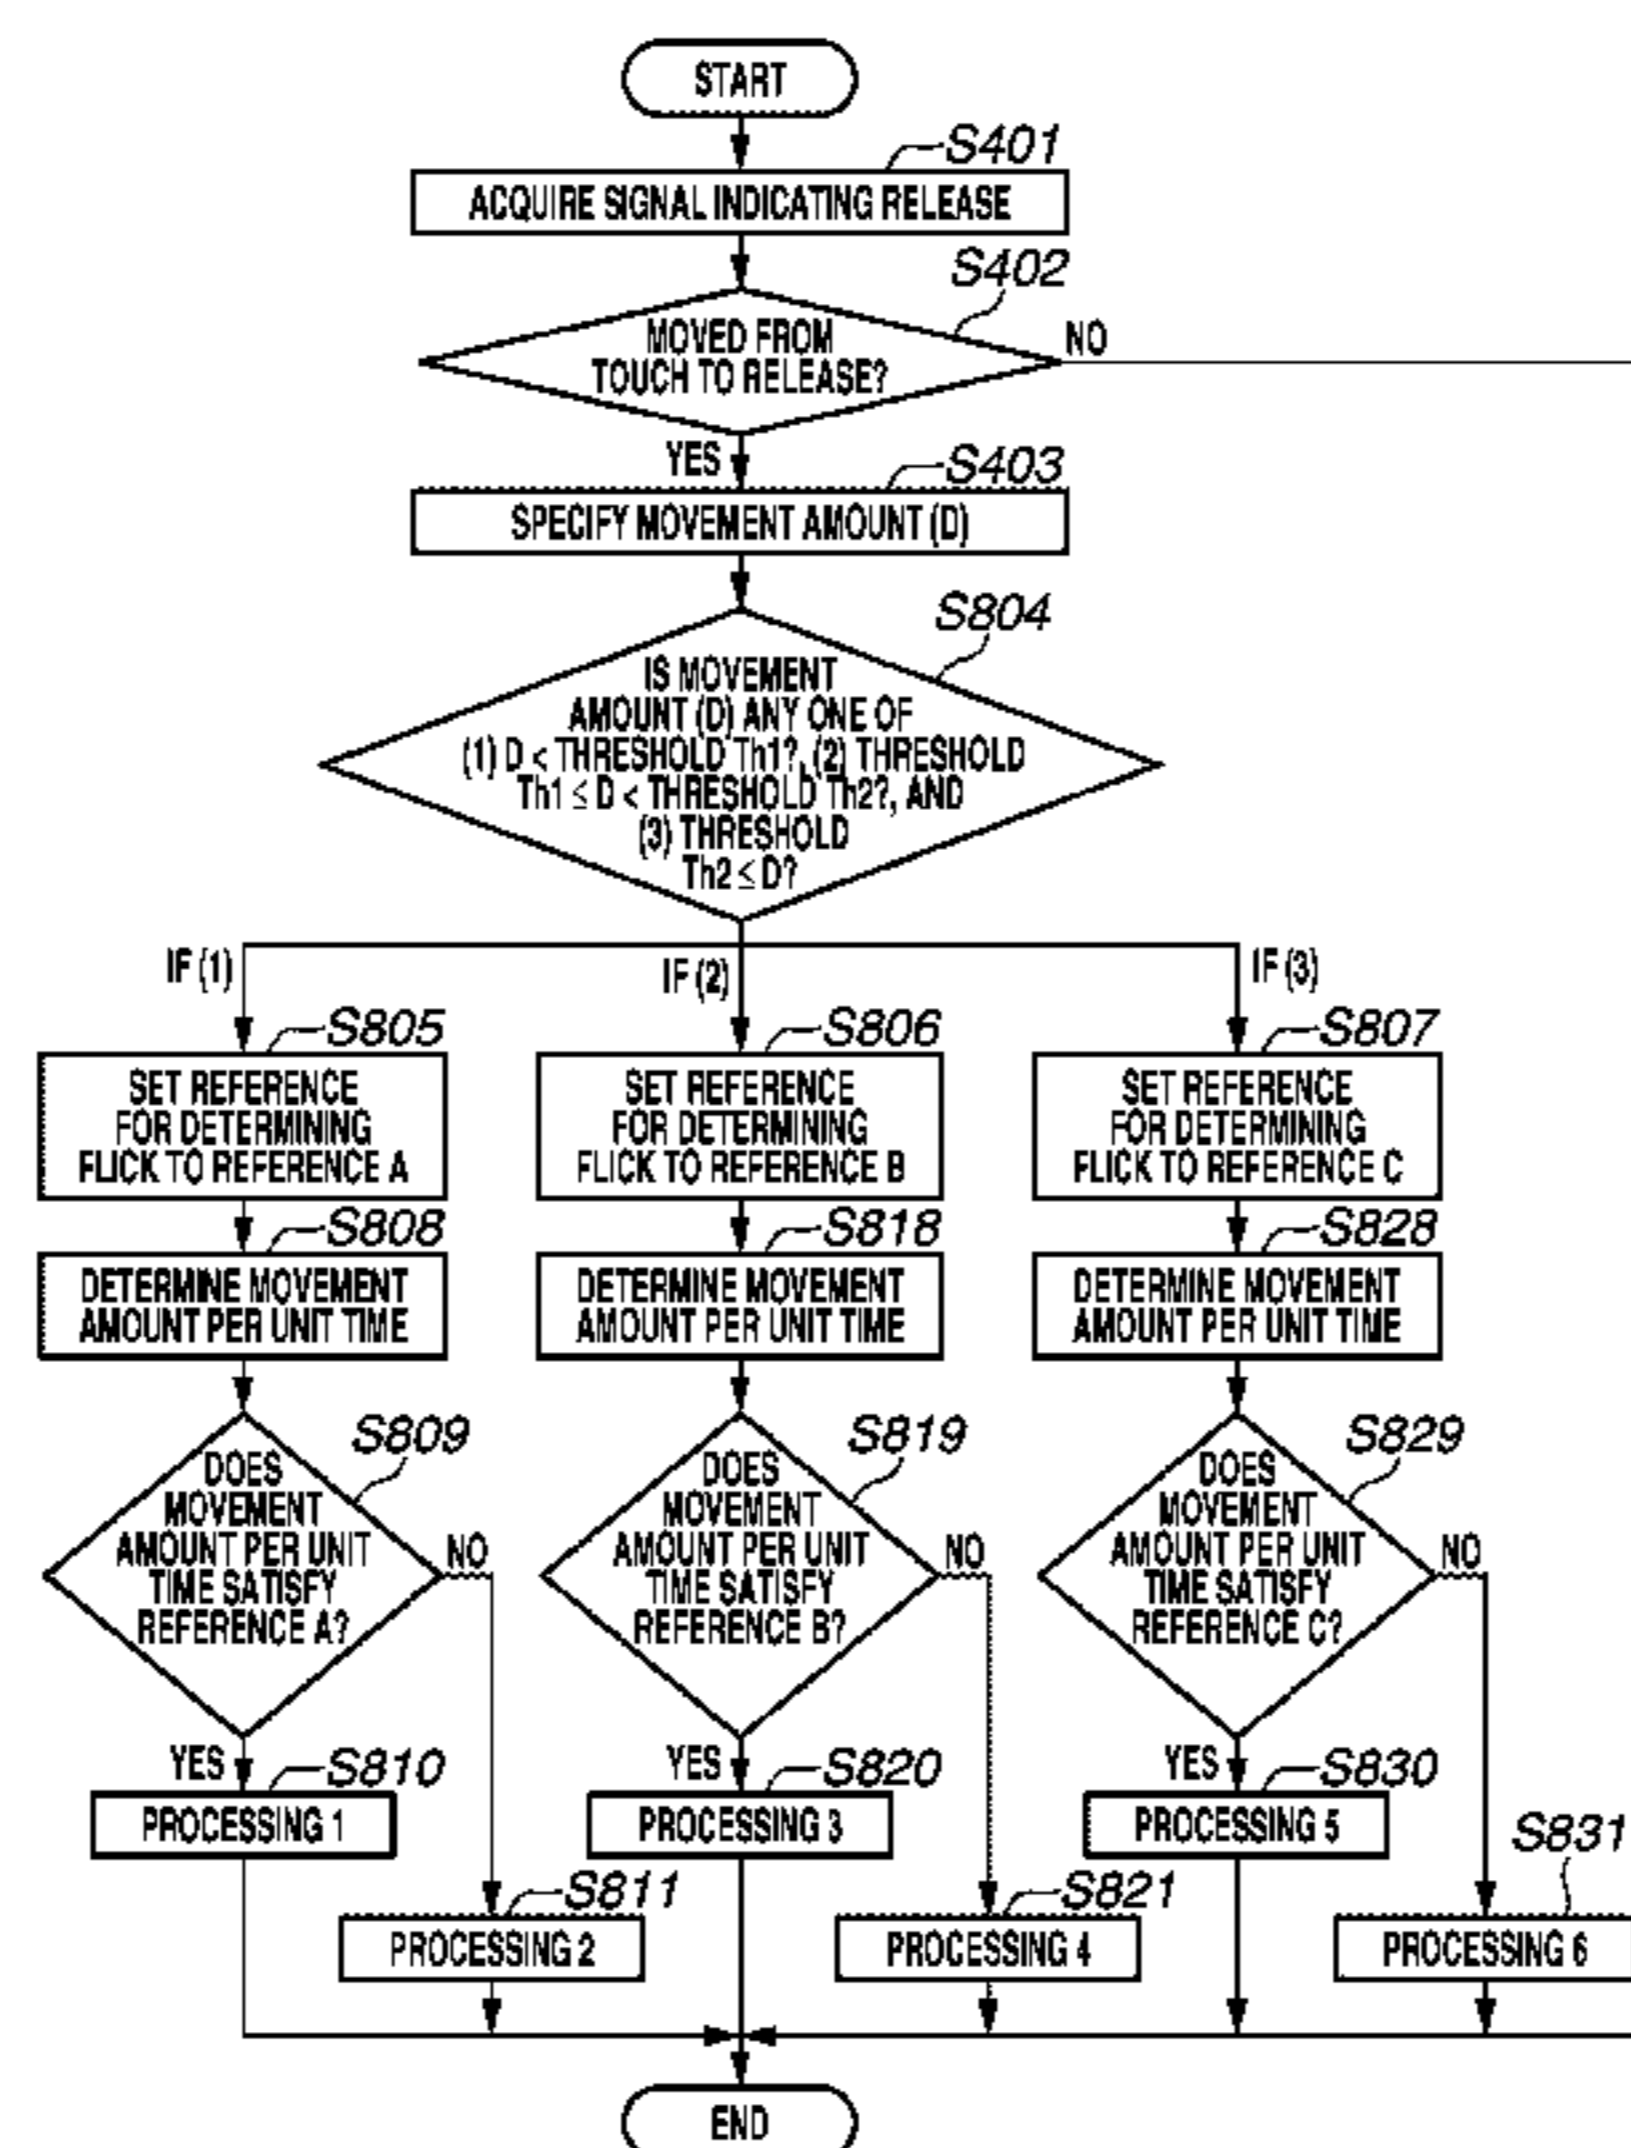 START
S401
ACQUIRE SIGNAL INDICATING RELEASE
S402
MOVED FROM
TOUCH TO RELEASE?
NO
YES
S403
SPECIFY MOVEMENT AMOUNT (D)
S804
IS MOVEMENT
AMOUNT (D) ANY ONE OF
(1) D < THRESHOLD Th1?, (2) THRESHOLD
Th1 ≤ D < THRESHOLD Th2?, AND
(3) THRESHOLD
Th2 ≤ D?
IF (1)
IF (2)
IF (3)
S805
SET REFERENCE
FOR DETERMINING
FLICK TO REFERENCE A
S806
SET REFERENCE
FOR DETERMINING
FLICK TO REFERENCE B
S807
SET REFERENCE
FOR DETERMINING
FLICK TO REFERENCE C
S808
DETERMINE MOVEMENT
AMOUNT PER UNIT TIME
S818
DETERMINE MOVEMENT
AMOUNT PER UNIT TIME
S828
DETERMINE MOVEMENT
AMOUNT PER UNIT TIME
S809
DOES
MOVEMENT
AMOUNT PER UNIT
TIME SATISFY
REFERENCE A?
NO
S819
DOES
MOVEMENT
AMOUNT PER UNIT
TIME SATISFY
REFERENCE B?
NO
S829
DOES
MOVEMENT
AMOUNT PER UNIT
TIME SATISFY
REFERENCE C?
NO
YES
S810
PROCESSING 1
YES
S820
PROCESSING 3
YES
S830
PROCESSING 5
S811
PROCESSING 2
S821
PROCESSING 4
S831
PROCESSING 6
END